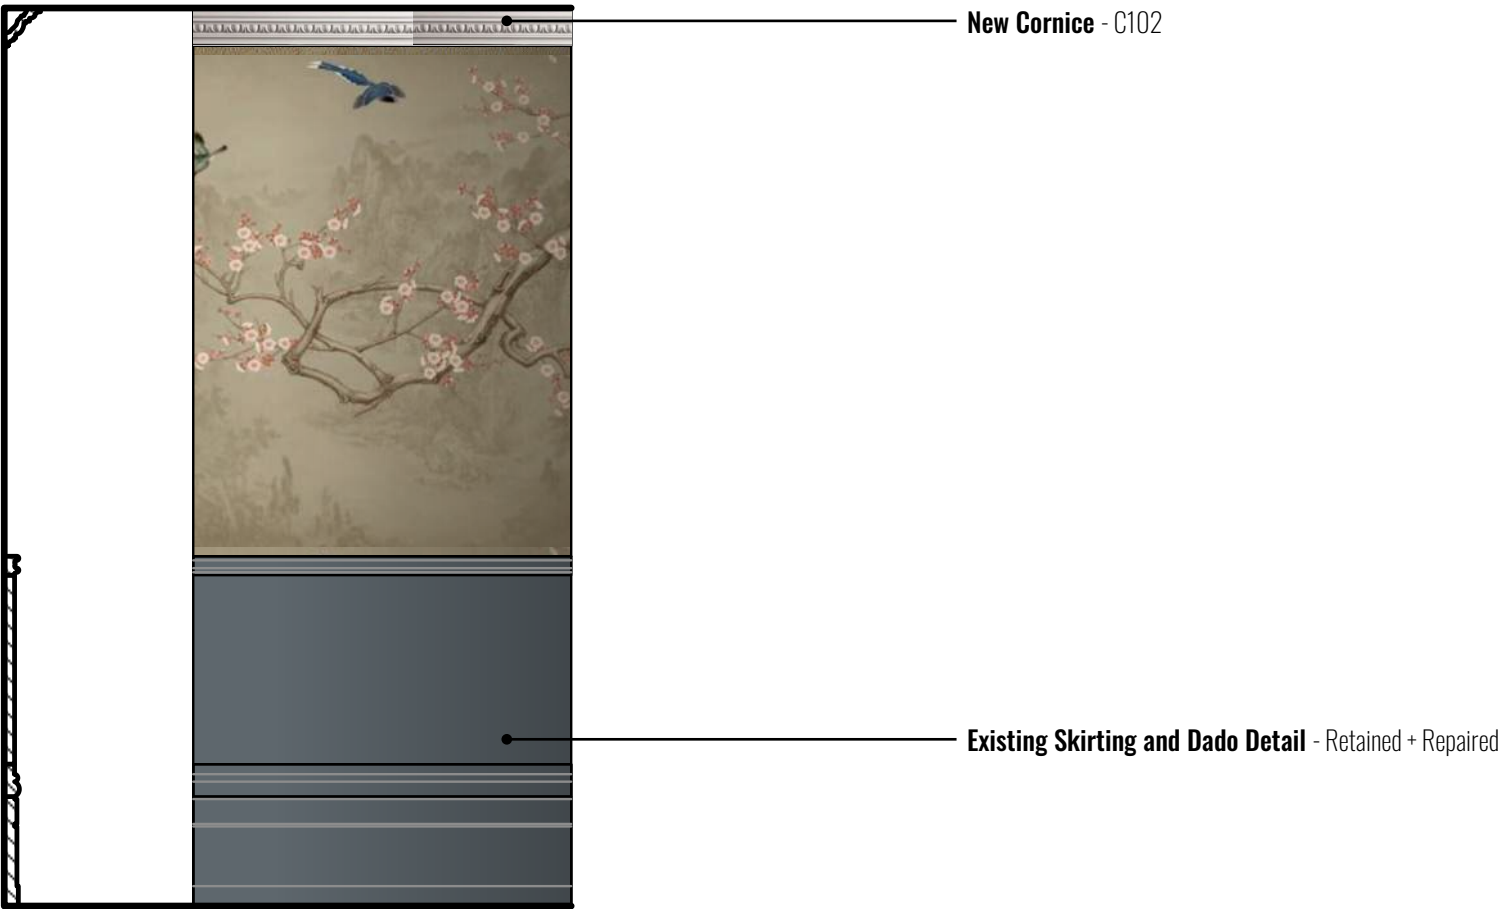 New Cornice - C102
Existing Skirting and Dado Detail - Retained + Repaired